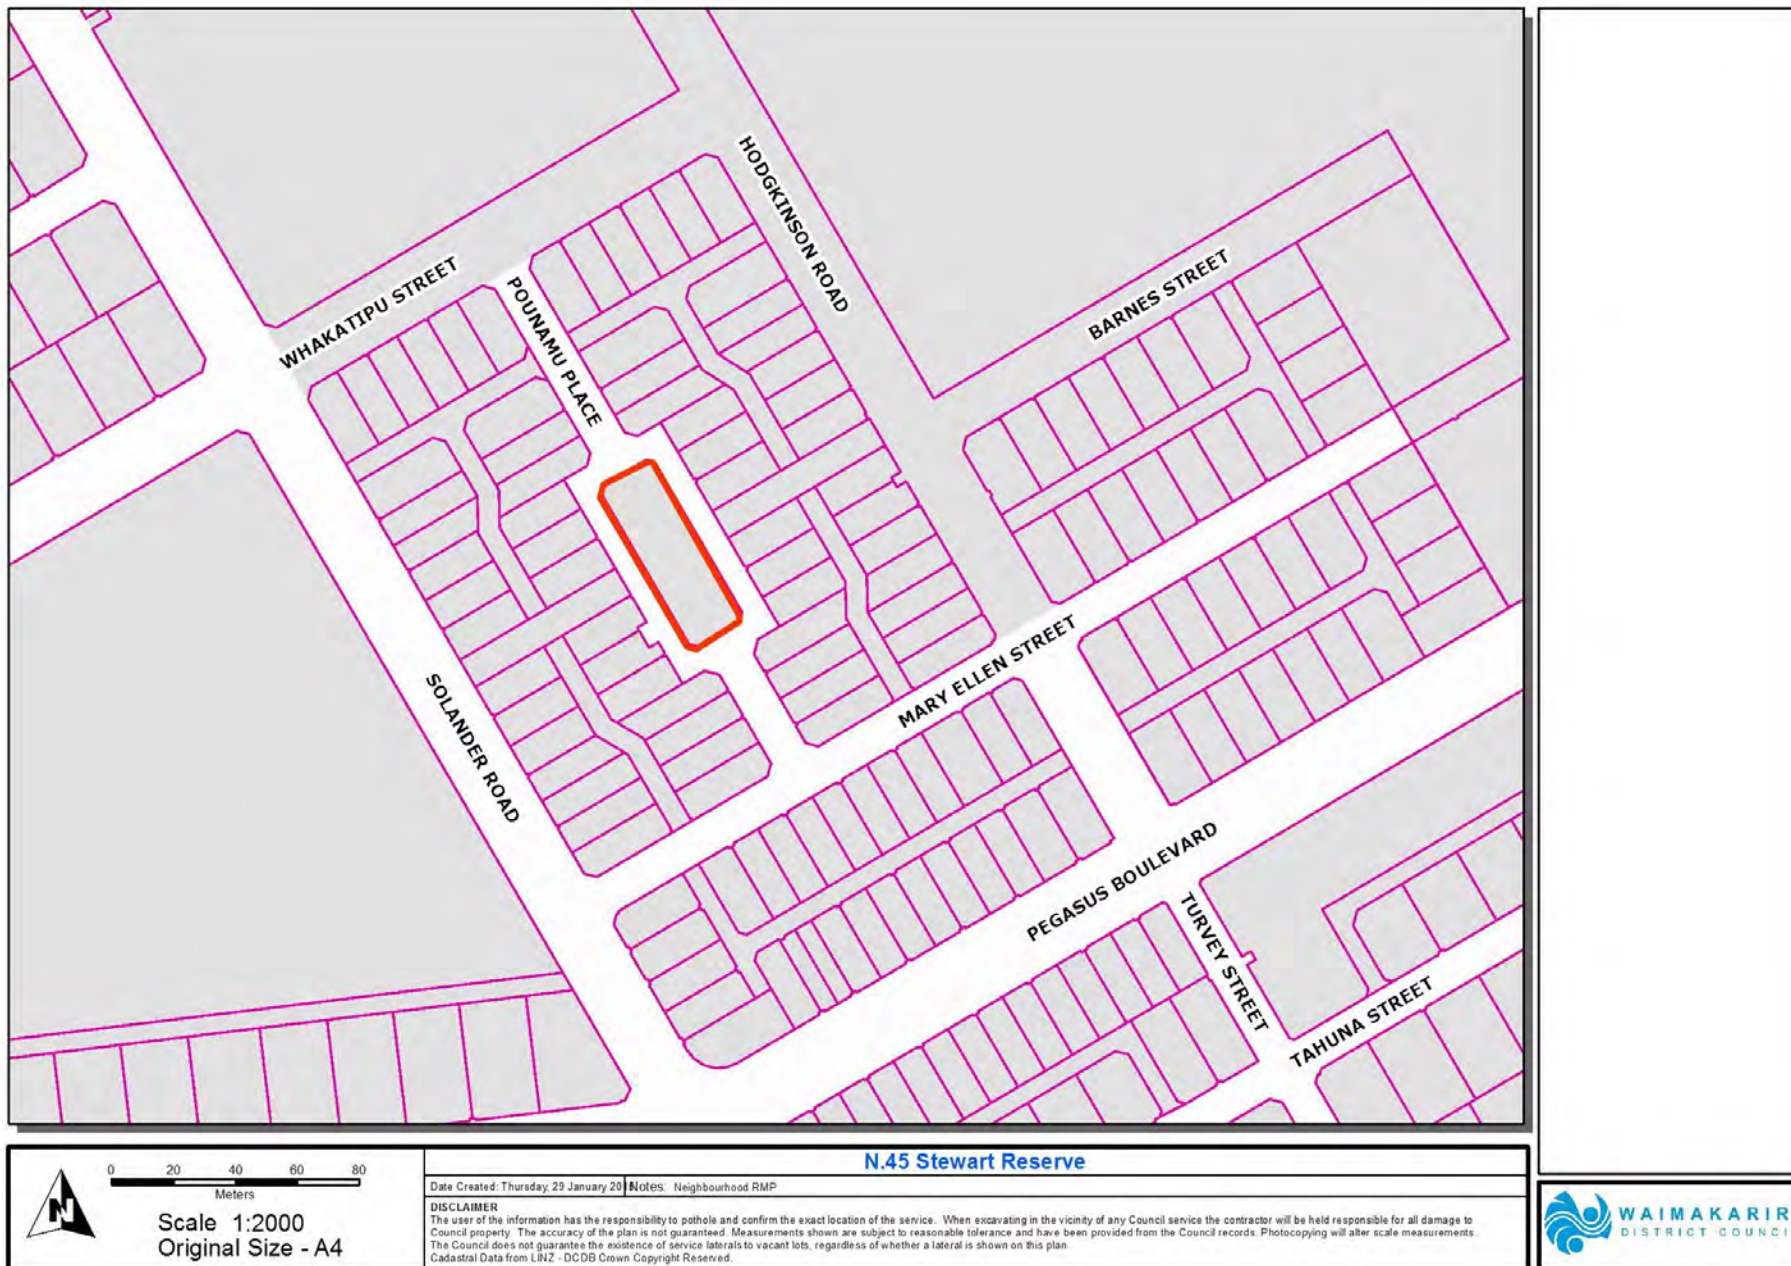 HODGKINSON ROAD
BARNES STREET
WHAKATIPU STREET
POUNAMU PLACE
MARY ELLEN STREET
SOLANDER ROAD
PEGASUS BOULEVARD
TURVEY STREET
TAHUNA STREET
N
0 20 40 60 80
Meters
Scale 1:2000
Original Size - A4
N.45 Stewart Reserve
Date Created: Thursday, 29 January Notes: Neighbourhood RMP
DISCLAIMER
The user of the information has the responsibility to pothole and confirm the exact location of the service. When excavating in the vicinity of any Council service the contractor will be held responsible for all damage to
Council property. The accuracy of the plan is not guaranteed. Measurements shown are subject to reasonable tolerance and have been provided from the Council records. Photocopying will alter scale measurements.
The Council does not guarantee the existence of service laterals to vacant lots, regardless of whether a lateral is shown on this plan.
Cadastral Data from LINZ - DCDB Crown Copyright Reserved.
WAIMAKARIR
DISTRICT COUNCI